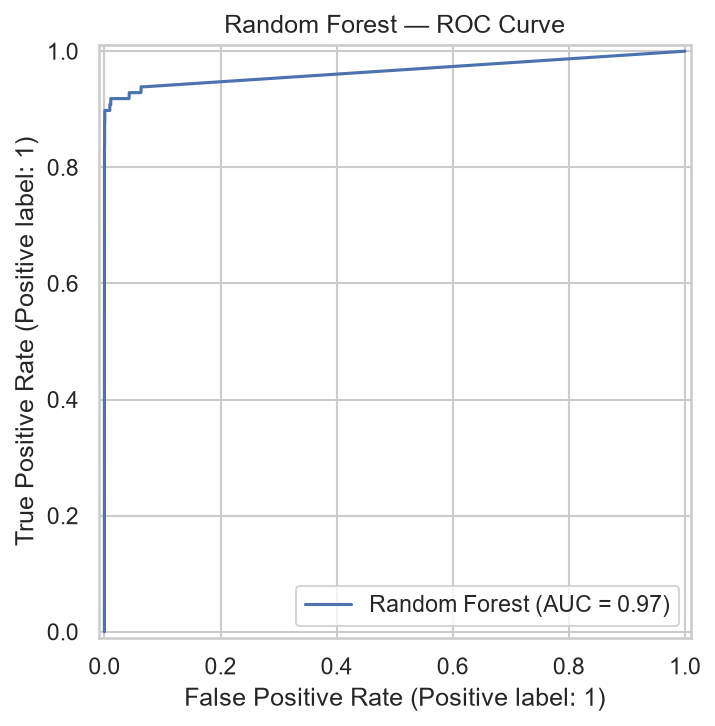 Random Forest — ROC Curve
True Positive Rate (Positive label: 1)
1.0
0.8
0.6
0.4
0.2
0.0
Random Forest (AUC = 0.97)
0.0 0.2 0.4 0.6 0.8 1.0
False Positive Rate (Positive label: 1)